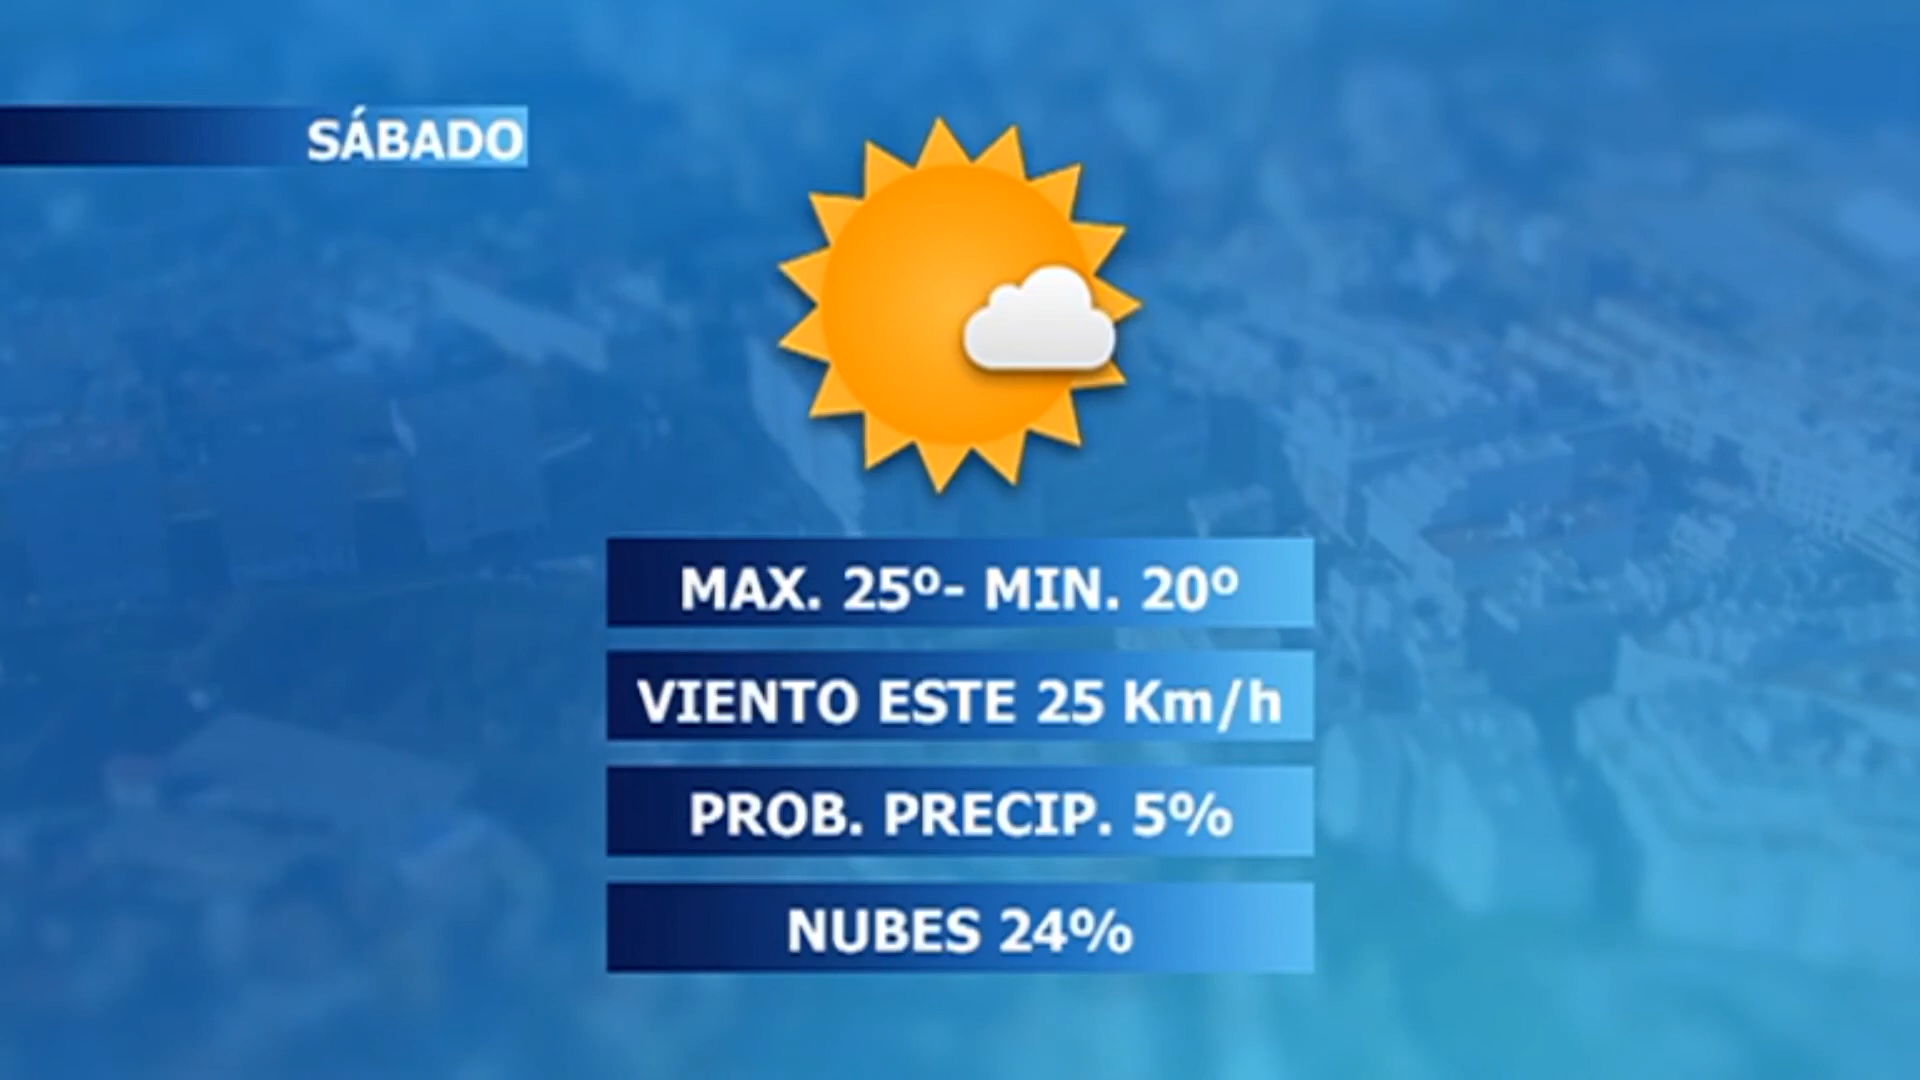 SÁBADO
MAX. 25º- MIN. 20º
VIENTO ESTE 25 Km/h
PROB. PRECIP. 5%
NUBES 24%